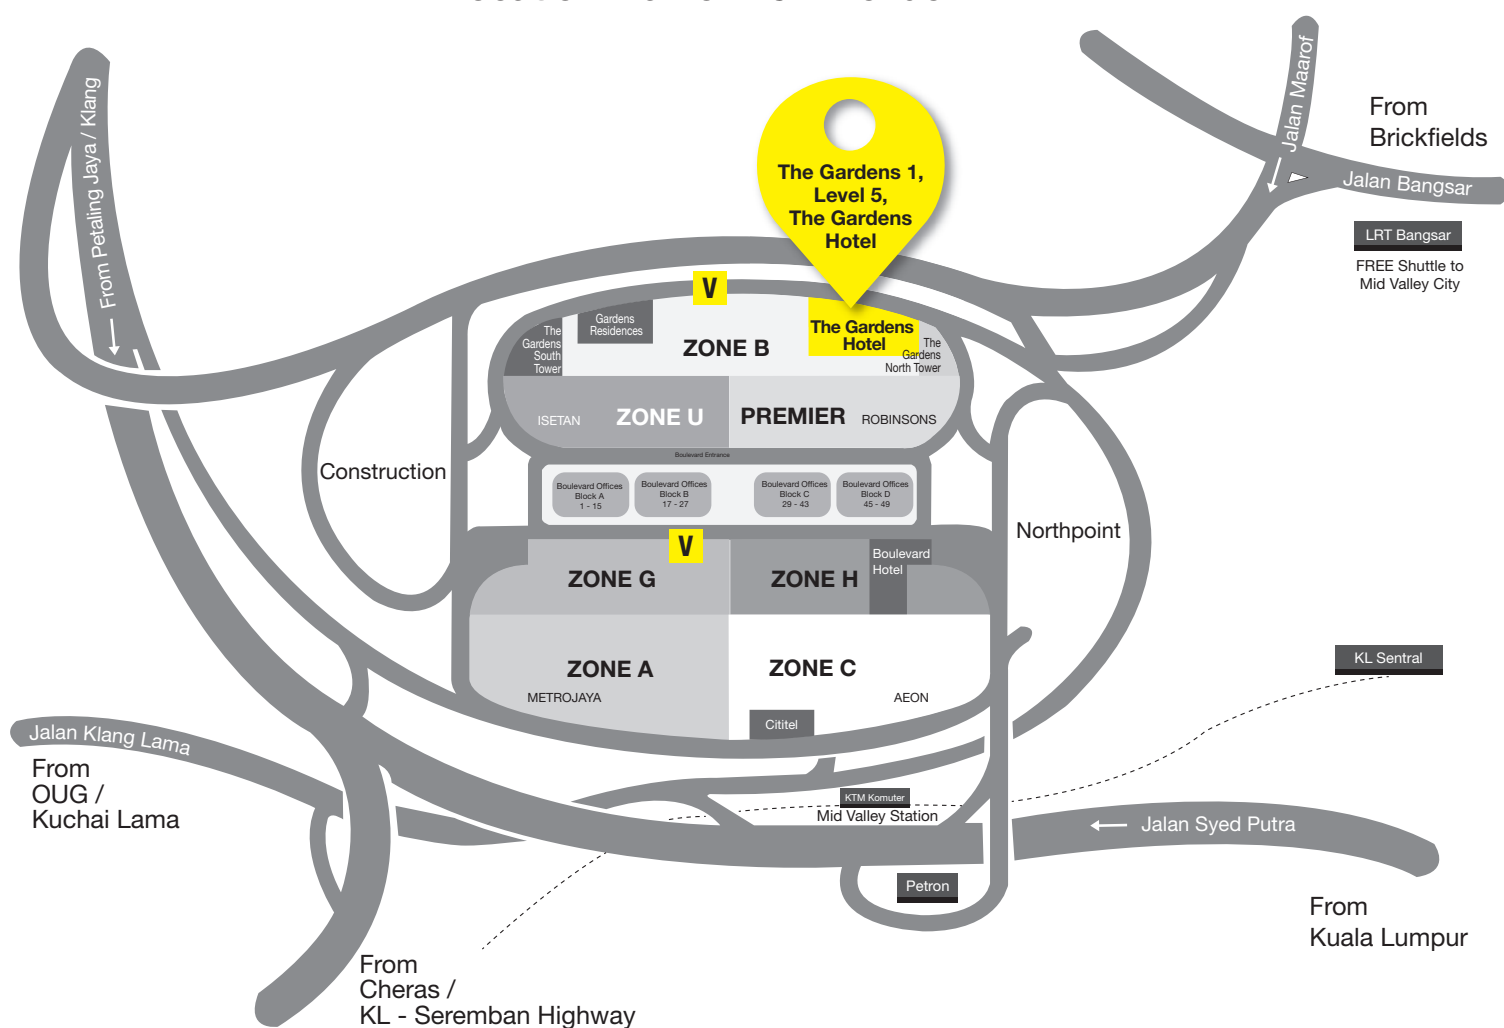 From Petaling Jaya / Klang
Jalan Maarof
From
Brickfields
Jalan Bangsar
LRT Bangsar
FREE Shuttle to
Mid Valley City
The Gardens 1,
Level 5,
The Gardens
Hotel
V
Gardens
Residences
The
Gardens
South
Tower
ZONE B
The Gardens
Hotel
The
Gardens
North Tower
ISETAN
ZONE U
PREMIER
ROBINSONS
Boulevard Entrance
Construction
Boulevard Offices
Block A
1 - 15
Boulevard Offices
Block B
17 - 27
Boulevard Offices
Block C
29 - 43
Boulevard Offices
Block D
45 - 49
Northpoint
V
ZONE G
ZONE H
Boulevard
Hotel
ZONE A
METROJAYA
ZONE C
AEON
Cititel
KL Sentral
Jalan Klang Lama
From
OUG /
Kuchai Lama
KTM Komuter
Mid Valley Station
Jalan Syed Putra
Petron
From
Kuala Lumpur
From
Cheras /
KL - Seremban Highway